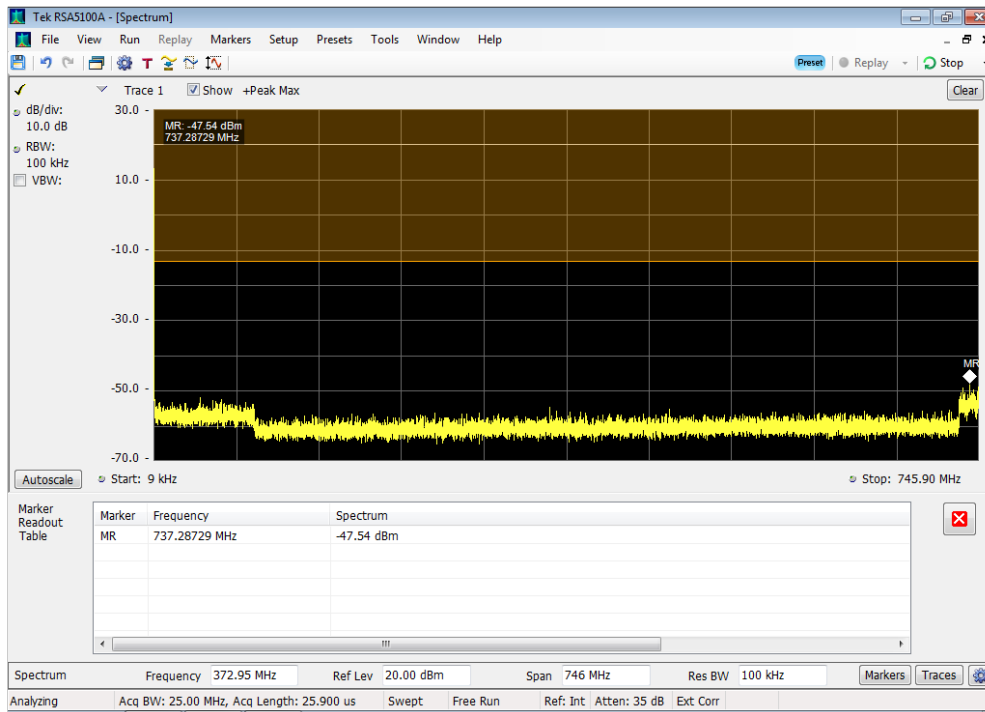 Tek RSA5100A - [Spectrum]
File View Run Replay Markers Setup Presets Tools Window Help
T Preset Replay Stop
Trace 1 Show +Peak Max Clear
dB/div:
10.0 dB
RBW:
100 kHz
VBW:
30.0
10.0
-10.0
-30.0
-50.0
-70.0
MR: -47.54 dBm
737.28729 MHz
MR
Autoscale Start: 9 kHz Stop: 745.90 MHz
Marker
Readout
Table
Marker Frequency Spectrum
MR 737.28729 MHz -47.54 dBm
Spectrum Frequency 372.95 MHz Ref Lev 20.00 dBm Span 746 MHz Res BW 100 kHz Markers Traces
Analyzing Acq BW: 25.00 MHz, Acq Length: 25.900 us Swept Free Run Ref: Int Atten: 35 dB Ext Corr